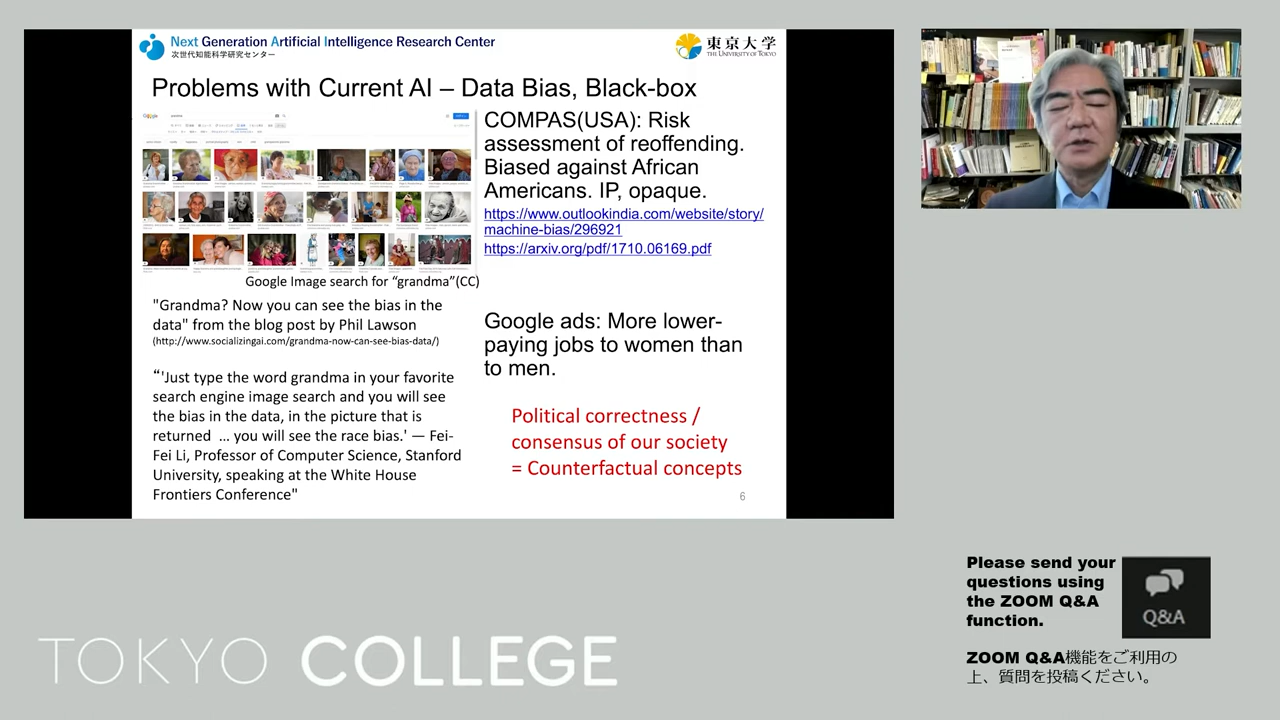 Next Generation Artificial Intelligence Research Center
次世代知能科学研究センター
東京大学
THE UNIVERSITY OF TOKYO
Problems with Current AI – Data Bias, Black-box
Google Image search for “grandma”(CC)
"Grandma? Now you can see the bias in the
data" from the blog post by Phil Lawson
(http://www.socializingai.com/grandma-now-can-see-bias-data/)
“'Just type the word grandma in your favorite
search engine image search and you will see
the bias in the data, in the picture that is
returned … you will see the race bias.' — Fei-
Fei Li, Professor of Computer Science, Stanford
University, speaking at the White House
Frontiers Conference"
COMPAS(USA): Risk
assessment of reoffending.
Biased against African
Americans. IP, opaque.
https://www.outlookindia.com/website/story/
machine-bias/296921
https://arxiv.org/pdf/1710.06169.pdf
Google ads: More lower-
paying jobs to women than
to men.
Political correctness /
consensus of our society
= Counterfactual concepts
6
Please send your
questions using
the ZOOM Q&A
function.
Q&A
ZOOM Q&A機能をご利用の
上、質問を投稿ください。
TOKYO COLLEGE